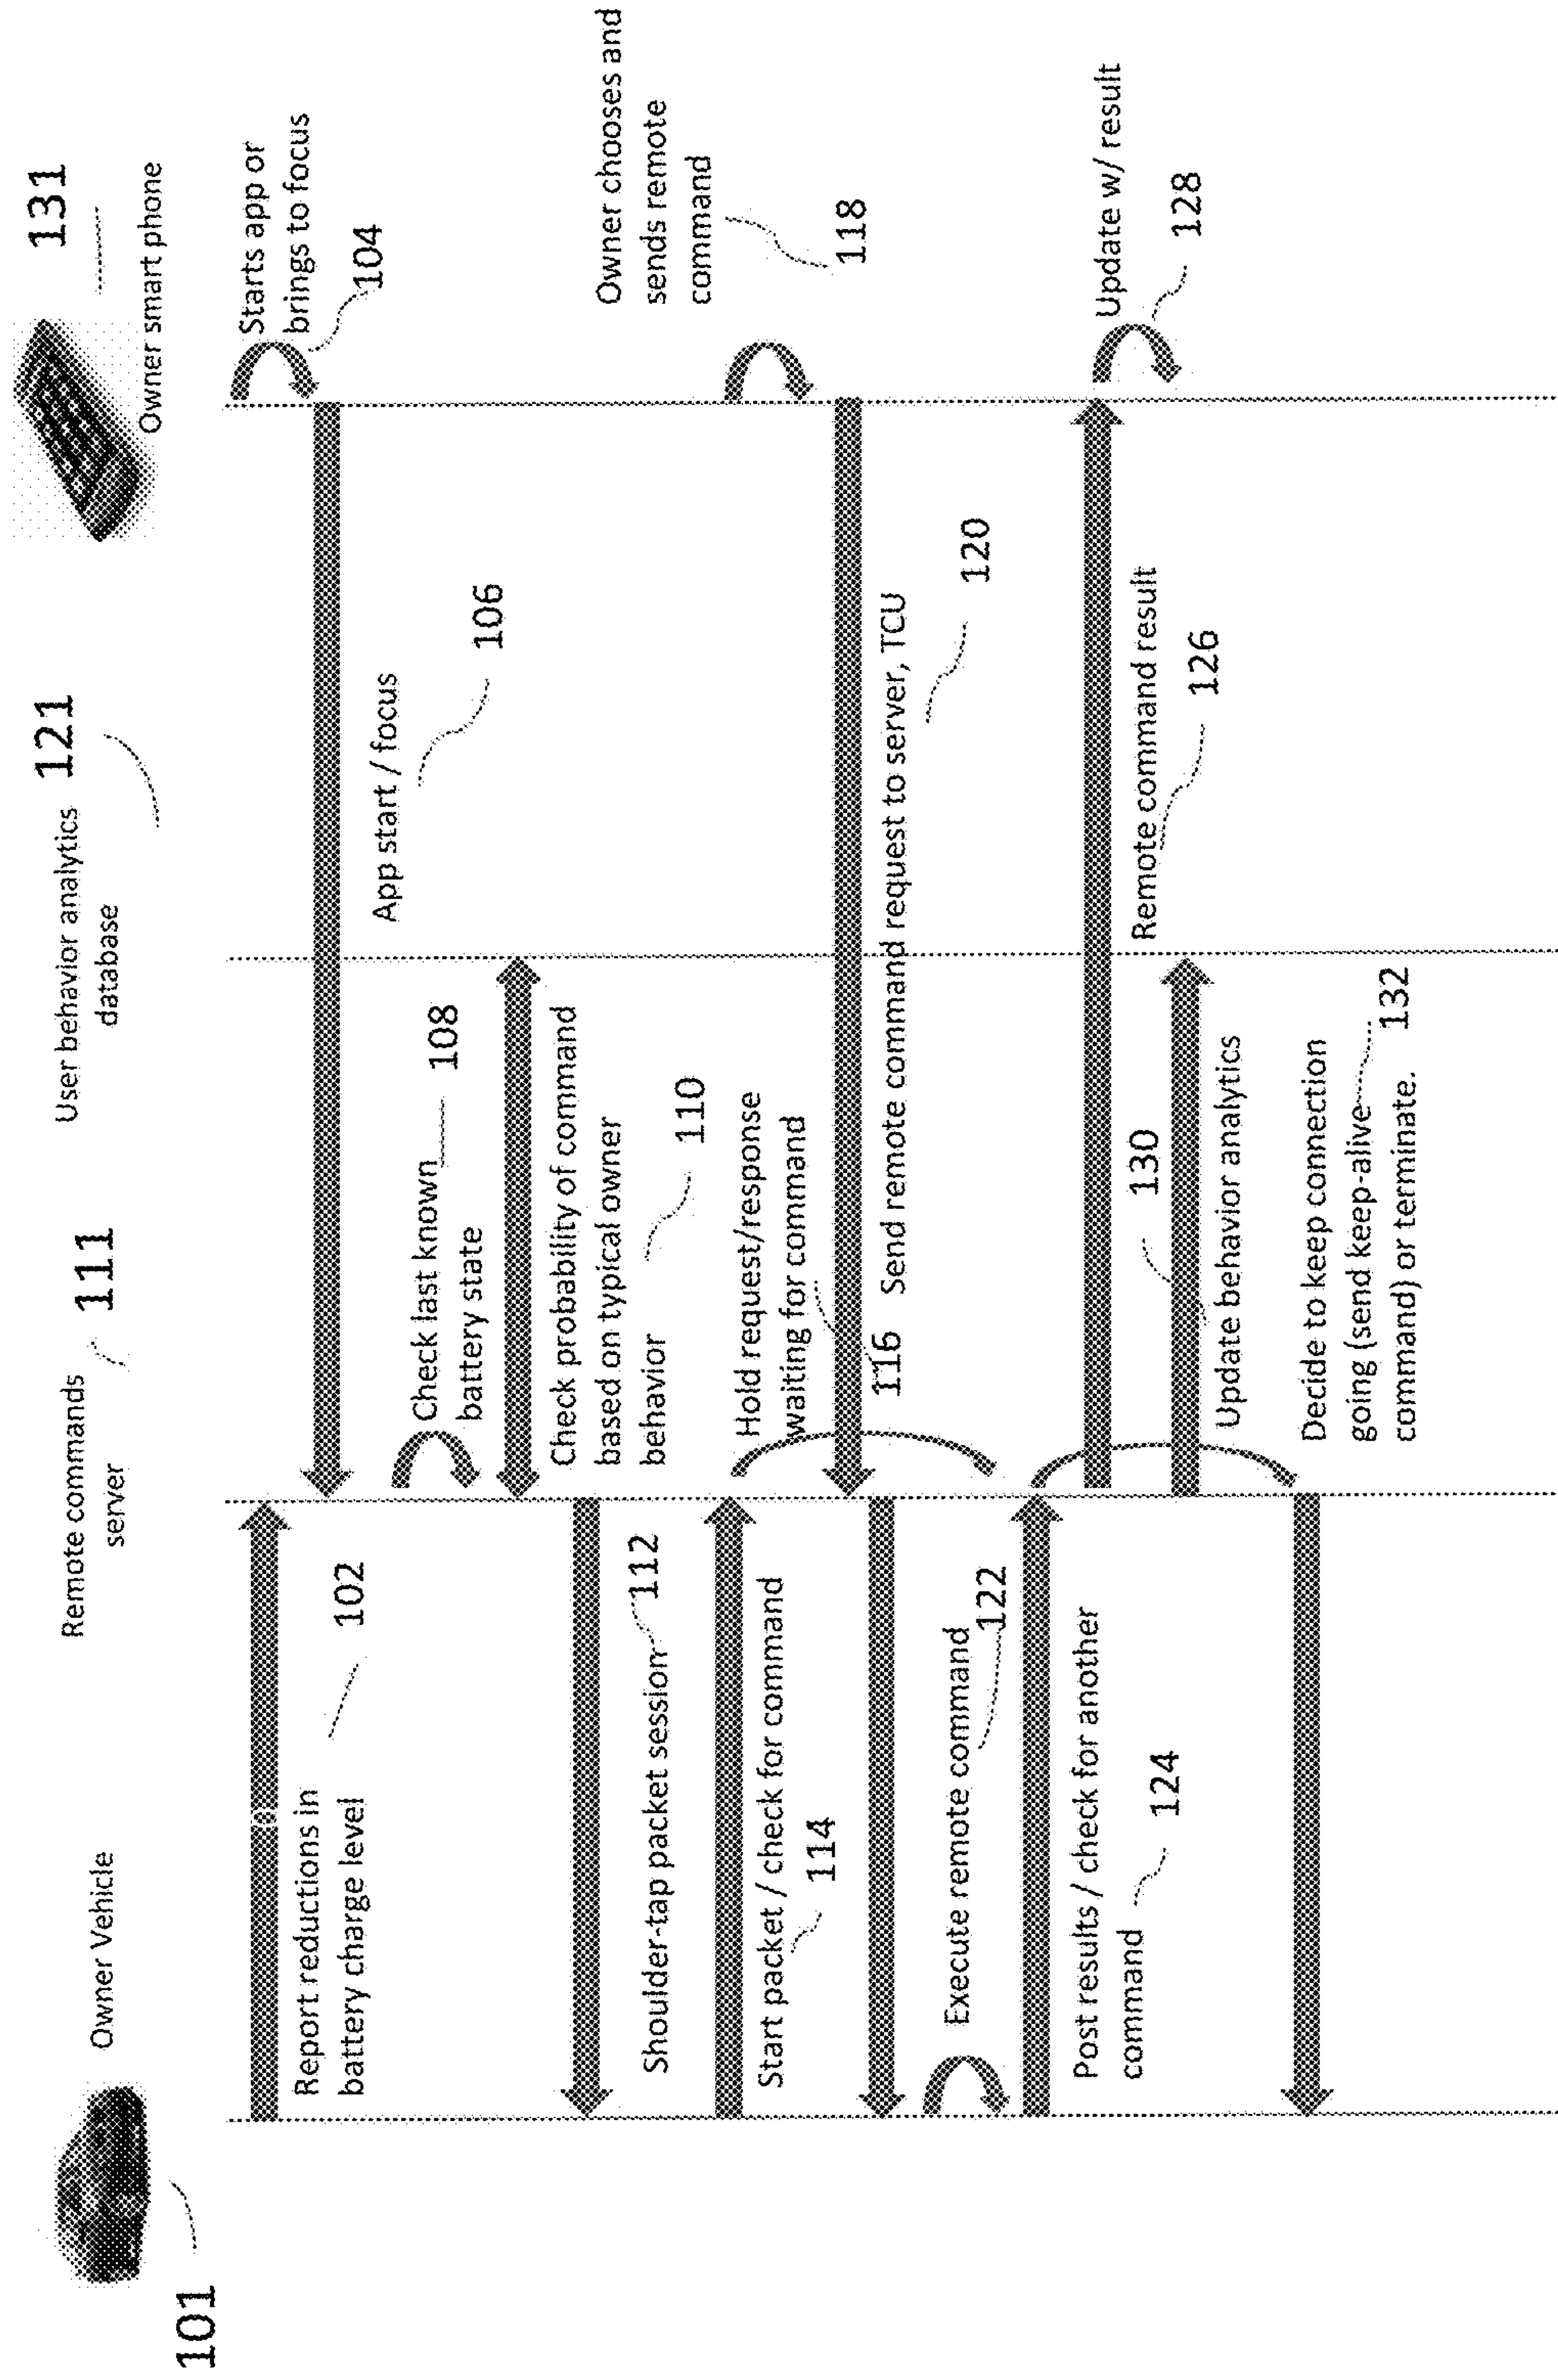 101
Owner Vehicle
Remote commands
server
111
User behavior analytics
database
121
131
Owner smart phone
Report reductions in
battery charge level
102
Starts app or
brings to focus
104
App start / focus
106
Check last known
battery state
108
Check probability of command
based on typical owner
behavior
110
Shoulder-tap packet session
112
Start packet / check for command
114
Hold request/response
waiting for command
116
Owner chooses and
sends remote
command
118
Send remote command request to server, TCU
120
Execute remote command
122
Post results / check for another
command
124
Remote command result
126
Update w/ result
128
130
Update behavior analytics
Decide to keep connection
going (send keep-alive
command) or terminate.
132